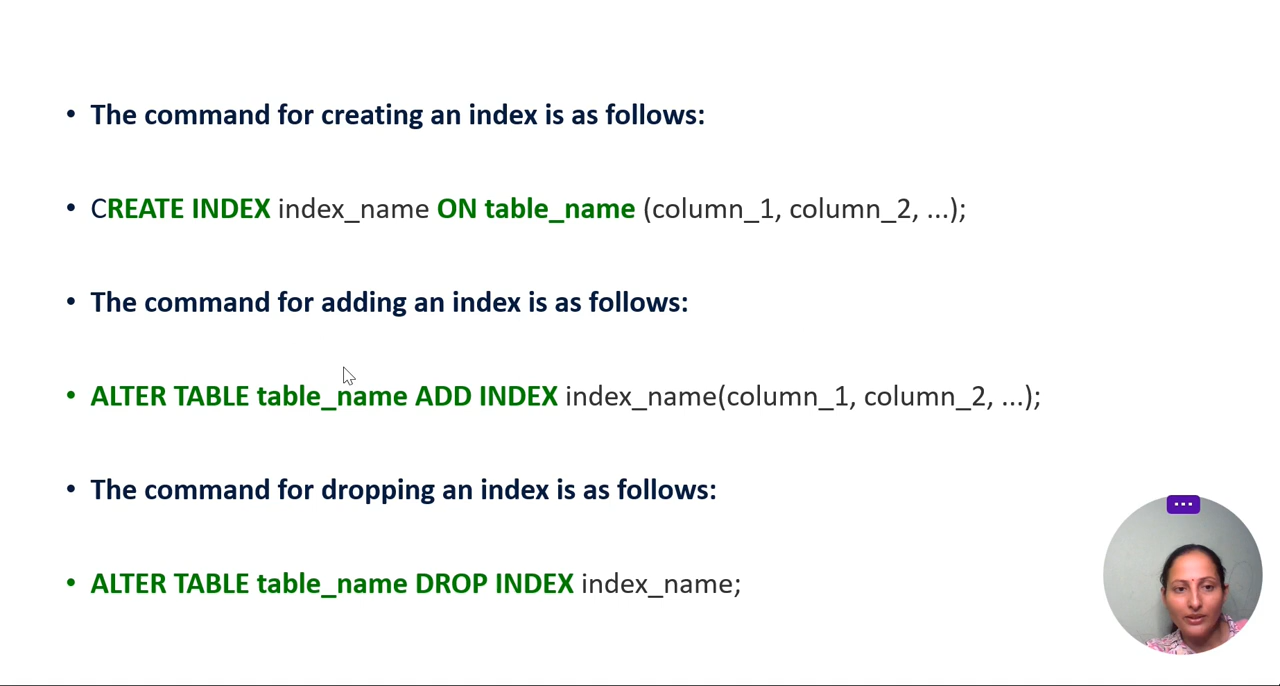 • The command for creating an index is as follows:
• CREATE INDEX index_name ON table_name (column_1, column_2, ...);
• The command for adding an index is as follows:
• ALTER TABLE table_name ADD INDEX index_name(column_1, column_2, ...);
• The command for dropping an index is as follows:
• ALTER TABLE table_name DROP INDEX index_name;